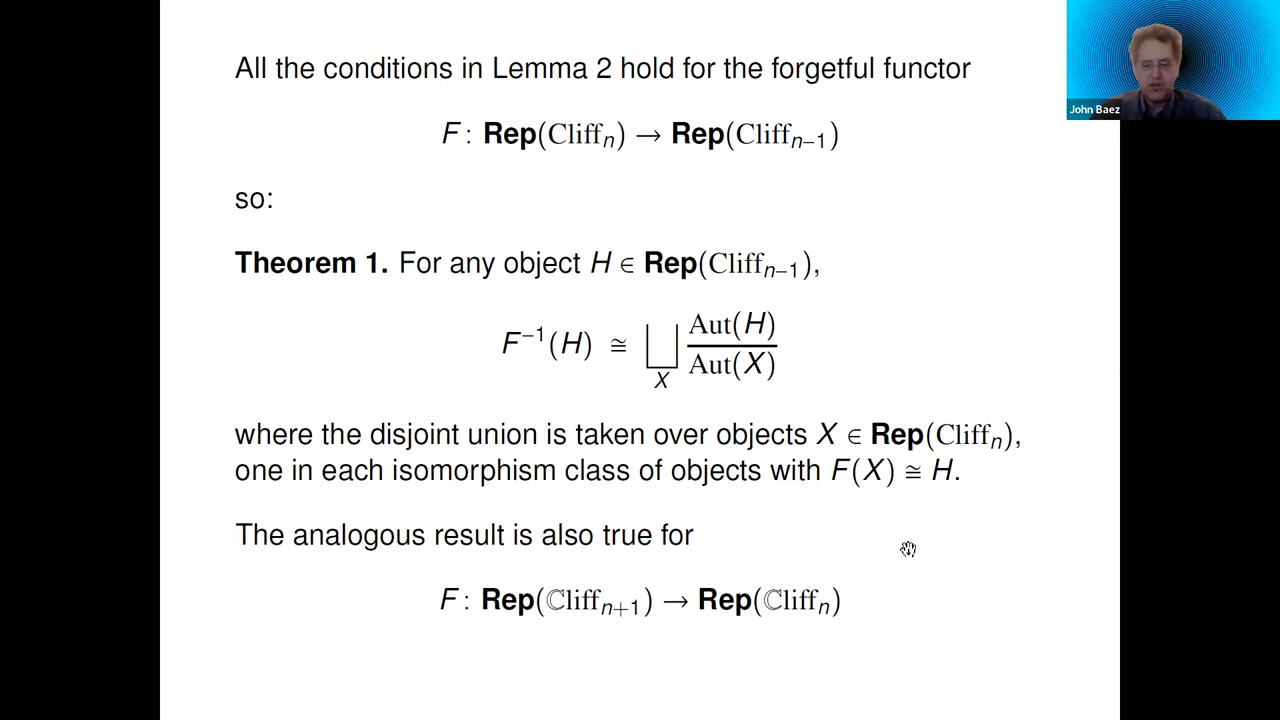 All the conditions in Lemma 2 hold for the forgetful functor
F : Rep(Cliffₙ) → Rep(Cliffₙ₋₁)
so:
Theorem 1. For any object H ∈ Rep(Cliffₙ₋₁),
F⁻¹(H) ≅ ⨆_X Aut(H) / Aut(X)
where the disjoint union is taken over objects X ∈ Rep(Cliffₙ),
one in each isomorphism class of objects with F(X) ≅ H.
The analogous result is also true for
F : Rep(ℂliffₙ₊₁) → Rep(ℂliffₙ)
John Baez